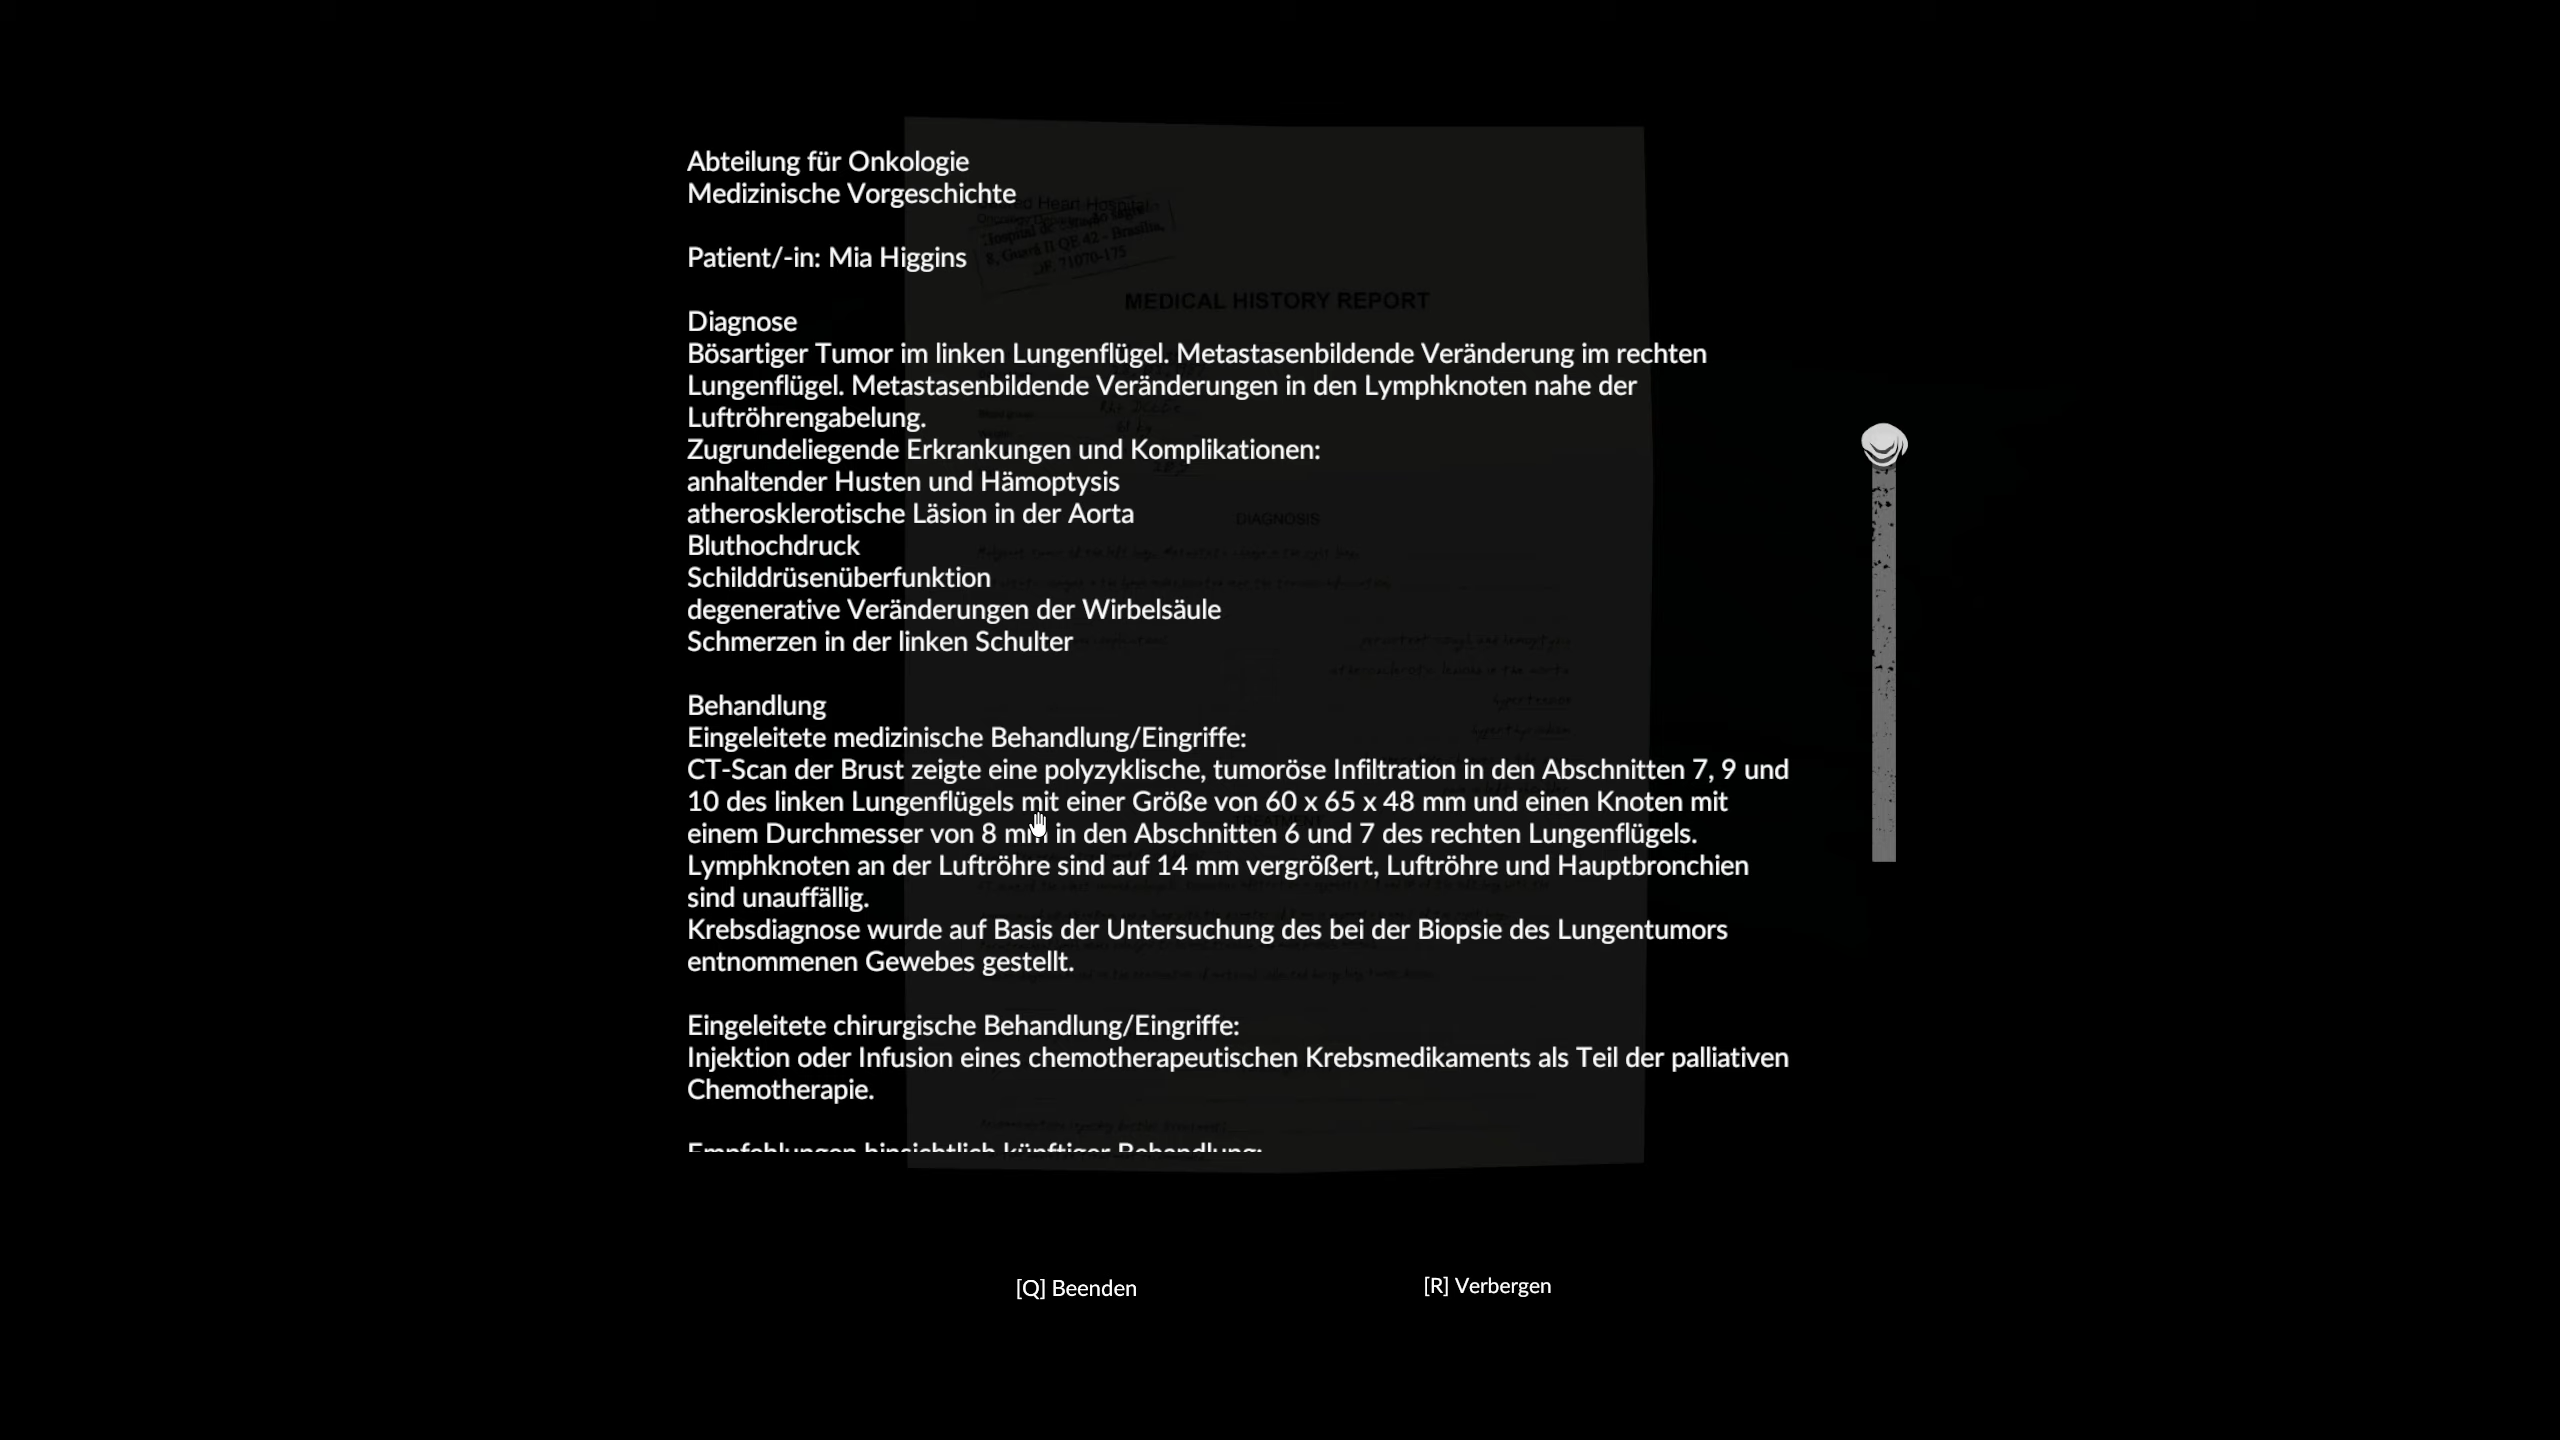 Abteilung für Onkologie
Medizinische Vorgeschichte
Patient/-in: Mia Higgins
Diagnose
Bösartiger Tumor im linken Lungenflügel. Metastasenbildende Veränderung im rechten
Lungenflügel. Metastasenbildende Veränderungen in den Lymphknoten nahe der
Luftröhrengabelung.
Zugrundeliegende Erkrankungen und Komplikationen:
anhaltender Husten und Hämoptysis
atherosklerotische Läsion in der Aorta
Bluthochdruck
Schilddrüsenüberfunktion
degenerative Veränderungen der Wirbelsäule
Schmerzen in der linken Schulter
Behandlung
Eingeleitete medizinische Behandlung/Eingriffe:
CT-Scan der Brust zeigte eine polyzyklische, tumoröse Infiltration in den Abschnitten 7, 9 und
10 des linken Lungenflügels mit einer Größe von 60 x 65 x 48 mm und einen Knoten mit
einem Durchmesser von 8 mm in den Abschnitten 6 und 7 des rechten Lungenflügels.
Lymphknoten an der Luftröhre sind auf 14 mm vergrößert, Luftröhre und Hauptbronchien
sind unauffällig.
Krebsdiagnose wurde auf Basis der Untersuchung des bei der Biopsie des Lungentumors
entnommenen Gewebes gestellt.
Eingeleitete chirurgische Behandlung/Eingriffe:
Injektion oder Infusion eines chemotherapeutischen Krebsmedikaments als Teil der palliativen
Chemotherapie.
Empfehlungen hinsichtlich künftiger Behandlung:
MEDICAL HISTORY REPORT
DIAGNOSIS
TREATMENT
[Q] Beenden
[R] Verbergen